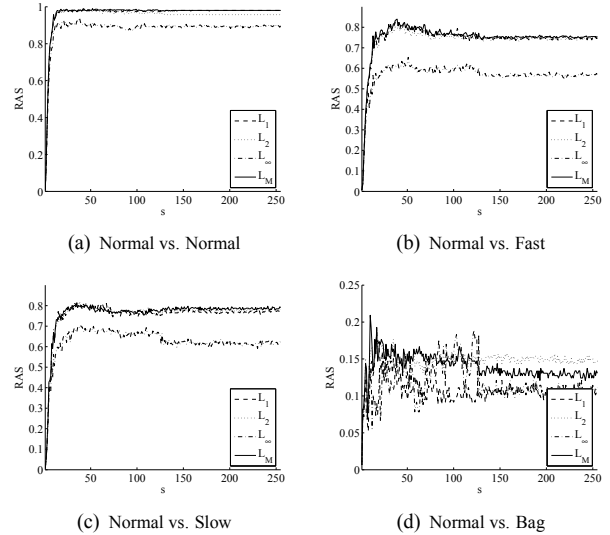 1
0.8
0.6
0.4
0.2
0
RAS
50 100 150 200 250
s
L1
L2
L∞
LM
(a) Normal vs. Normal
0.8
0.7
0.6
0.5
0.4
0.3
0.2
0.1
0
RAS
50 100 150 200 250
s
L1
L2
L∞
LM
(b) Normal vs. Fast
0.9
0.8
0.7
0.6
0.5
0.4
0.3
0.2
0.1
0
RAS
50 100 150 200 250
s
L1
L2
L∞
LM
(c) Normal vs. Slow
0.25
0.2
0.15
0.1
0.05
0
RAS
50 100 150 200 250
s
L1
L2
L∞
LM
(d) Normal vs. Bag